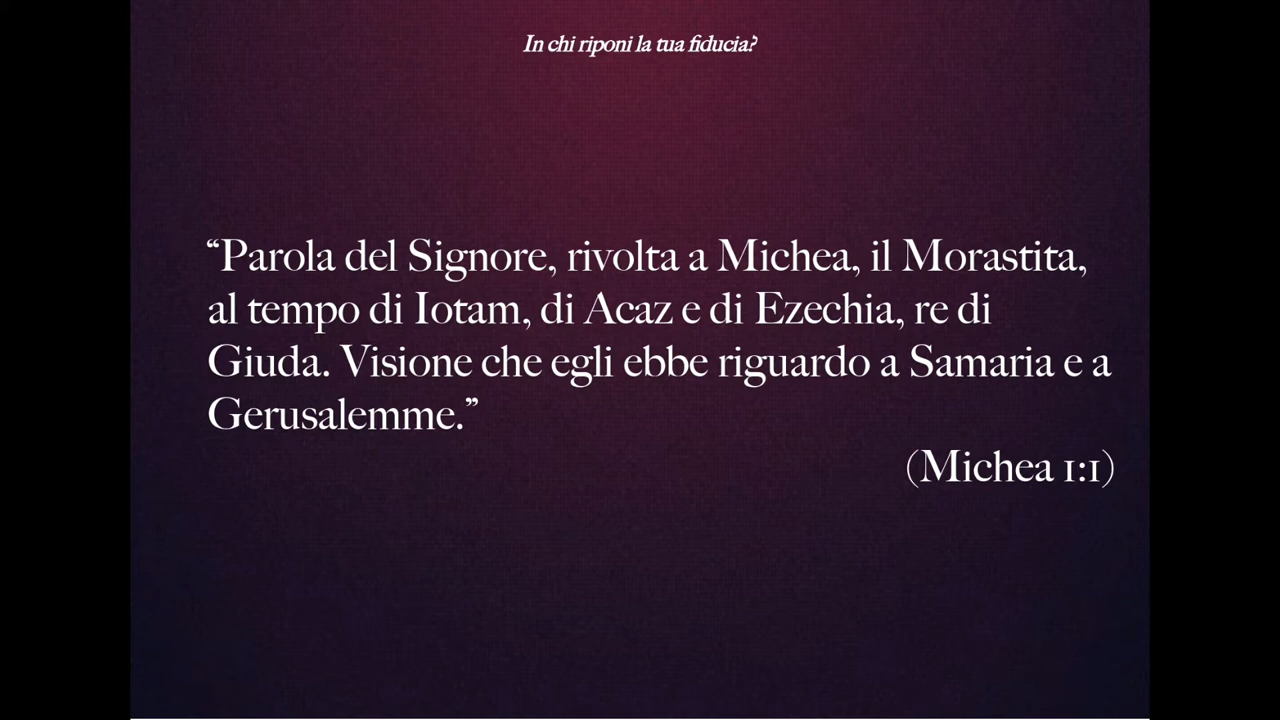 In chi riponi la tua fiducia?
“Parola del Signore, rivolta a Michea, il Morastita,
al tempo di Iotam, di Acaz e di Ezechia, re di
Giuda. Visione che egli ebbe riguardo a Samaria e a
Gerusalemme.”
(Michea 1:1)